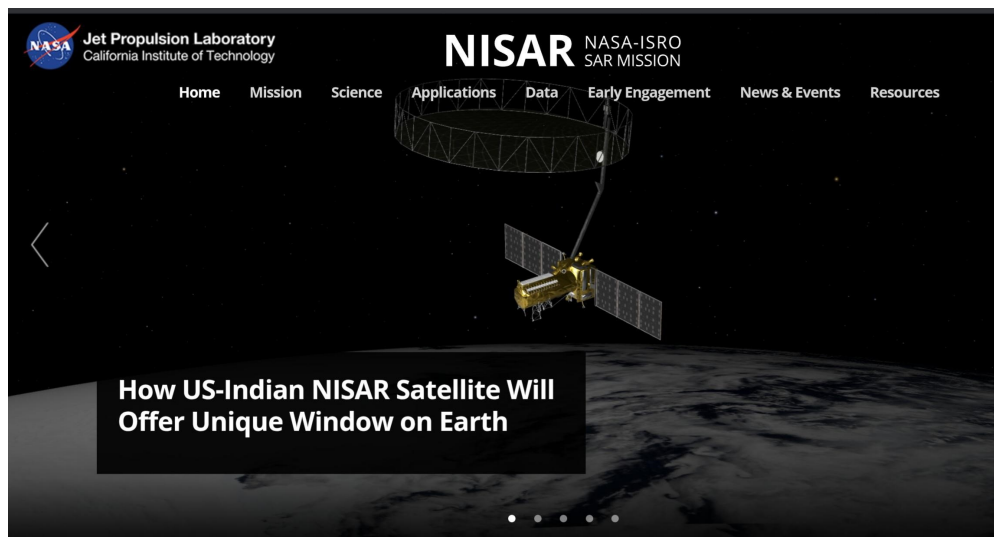 NASA
Jet Propulsion Laboratory
California Institute of Technology
NISAR
NASA-ISRO
SAR MISSION
Home Mission Science Applications Data Early Engagement News & Events Resources
How US-Indian NISAR Satellite Will
Offer Unique Window on Earth